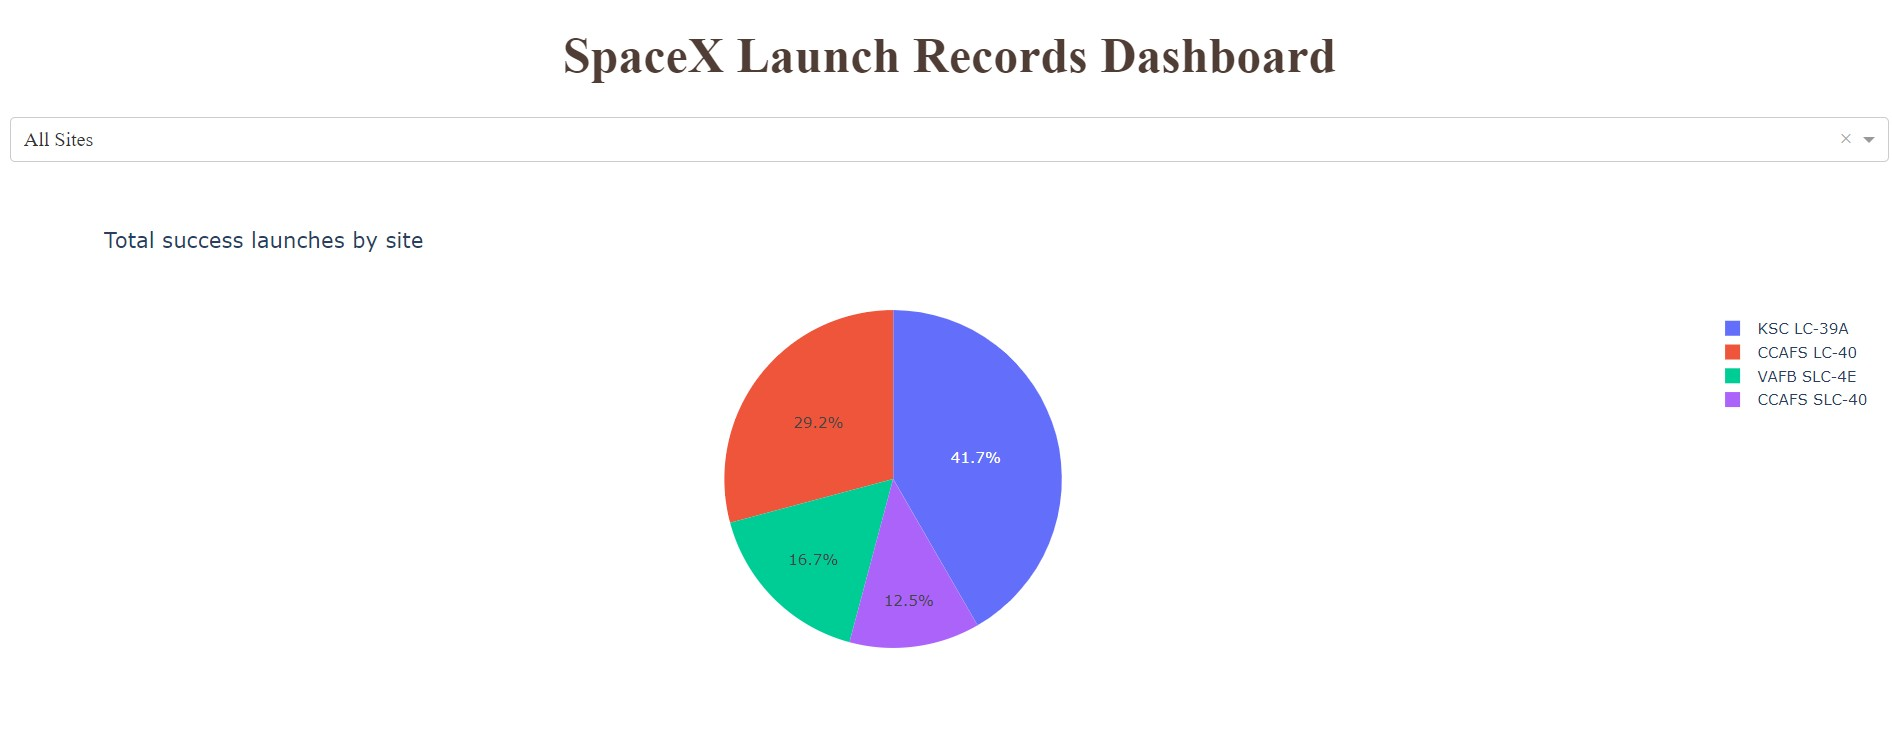 SpaceX Launch Records Dashboard
All Sites
Total success launches by site
KSC LC-39A
CCAFS LC-40
VAFB SLC-4E
CCAFS SLC-40
29.2%
41.7%
16.7%
12.5%